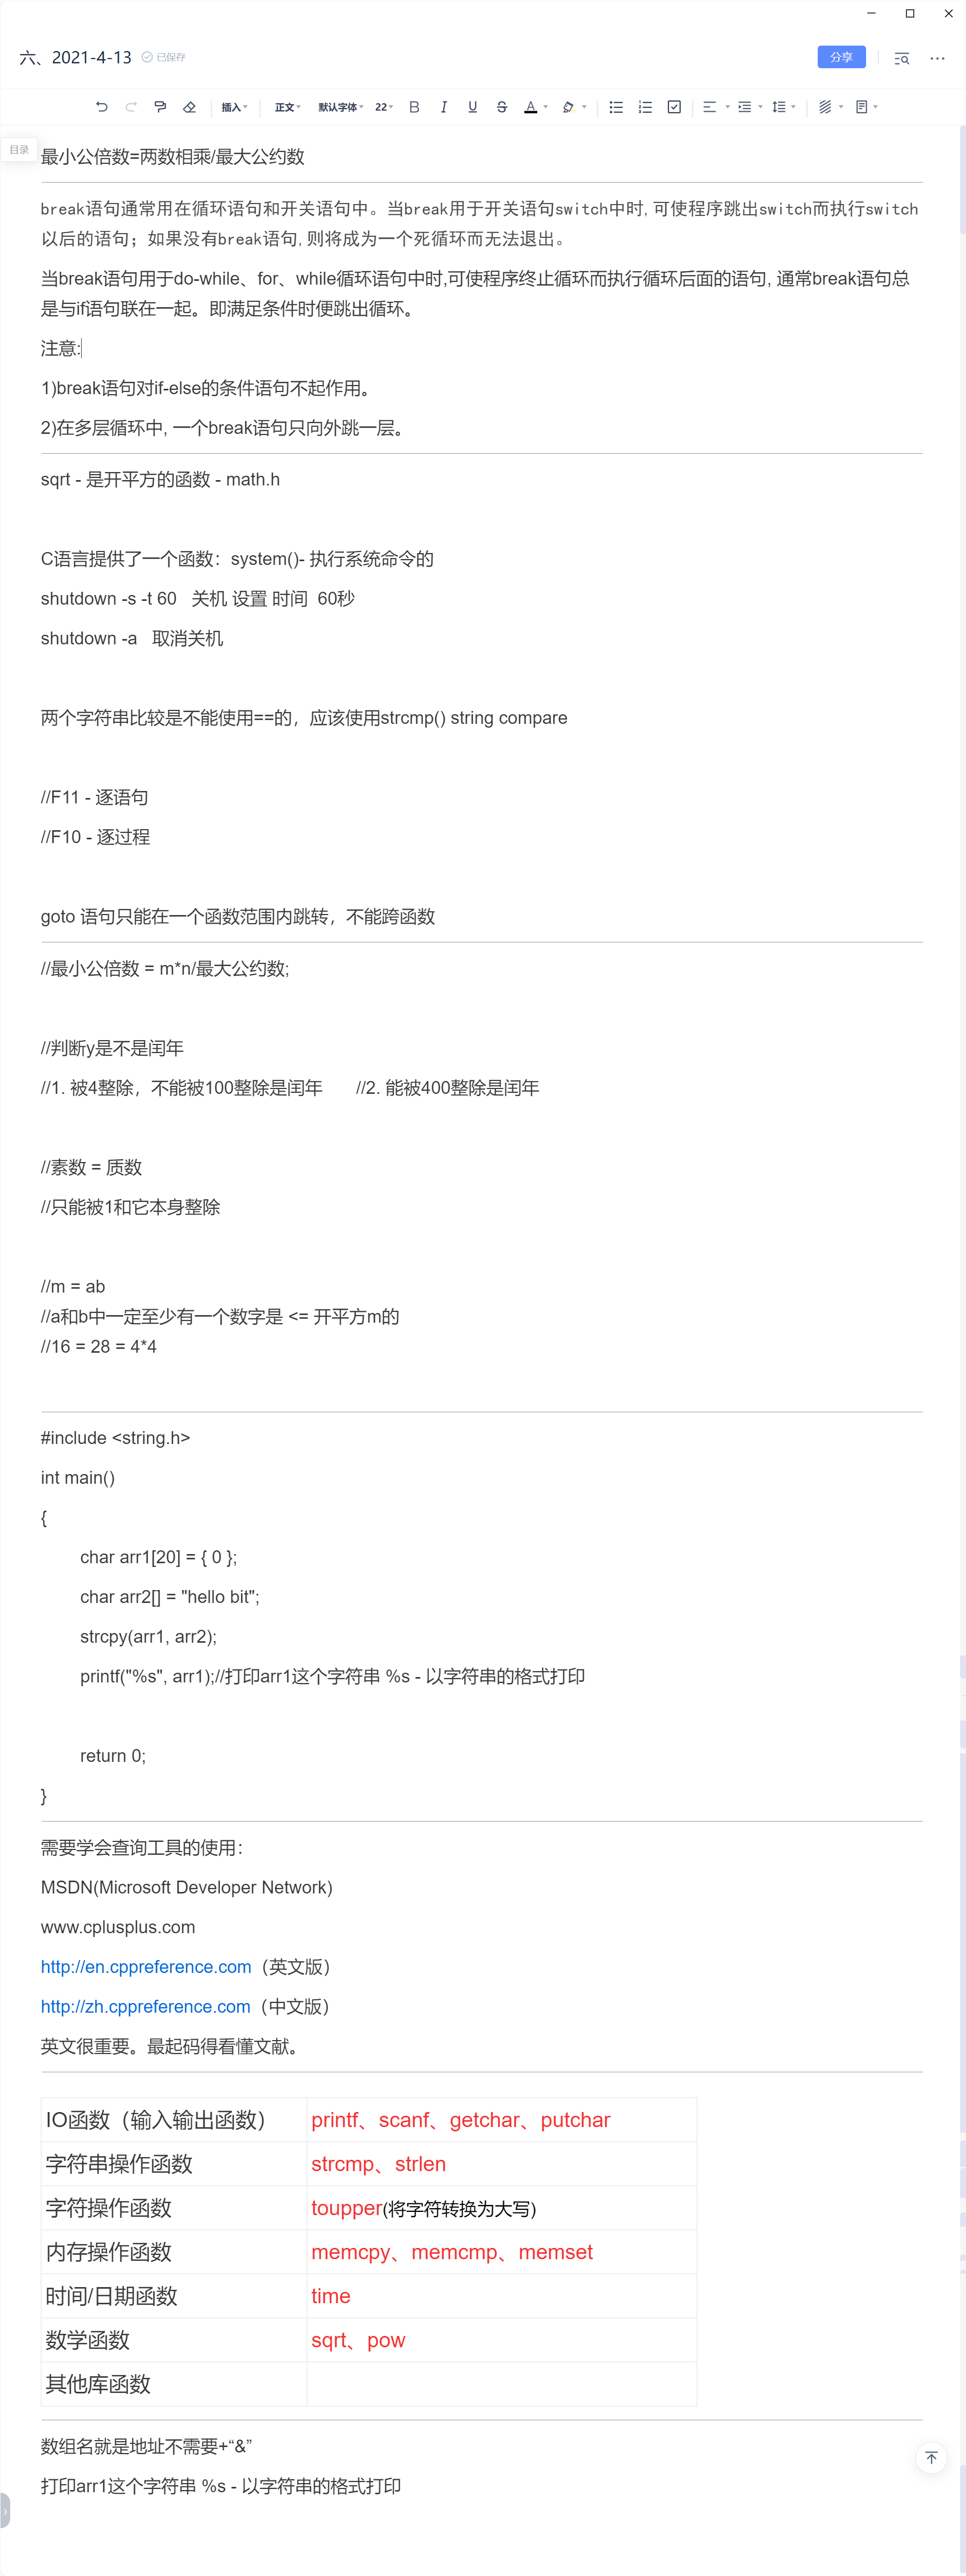 六、2021-4-13 已保存
分享
插入 正文 默认字体 22 B I U S A
目录
最小公倍数=两数相乘/最大公约数
break语句通常用在循环语句和开关语句中。当break用于开关语句switch中时, 可使程序跳出switch而执行switch
以后的语句；如果没有break语句, 则将成为一个死循环而无法退出。
当break语句用于do-while、for、while循环语句中时,可使程序终止循环而执行循环后面的语句, 通常break语句总
是与if语句联在一起。即满足条件时便跳出循环。
注意:
1)break语句对if-else的条件语句不起作用。
2)在多层循环中, 一个break语句只向外跳一层。
sqrt - 是开平方的函数 - math.h
C语言提供了一个函数：system()- 执行系统命令的
shutdown -s -t 60   关机 设置 时间  60秒
shutdown -a   取消关机
两个字符串比较是不能使用==的，应该使用strcmp() string compare
//F11 - 逐语句
//F10 - 逐过程
goto 语句只能在一个函数范围内跳转，不能跨函数
//最小公倍数 = m*n/最大公约数;
//判断y是不是闰年
//1. 被4整除，不能被100整除是闰年       //2. 能被400整除是闰年
//素数 = 质数
//只能被1和它本身整除
//m = ab
//a和b中一定至少有一个数字是 <= 开平方m的
//16 = 28 = 4*4
#include <string.h>
int main()
{
char arr1[20] = { 0 };
char arr2[] = "hello bit";
strcpy(arr1, arr2);
printf("%s", arr1);//打印arr1这个字符串 %s - 以字符串的格式打印
return 0;
}
需要学会查询工具的使用：
MSDN(Microsoft Developer Network)
www.cplusplus.com
http://en.cppreference.com（英文版）
http://zh.cppreference.com（中文版）
英文很重要。最起码得看懂文献。
IO函数（输入输出函数） printf、scanf、getchar、putchar
字符串操作函数 strcmp、strlen
字符操作函数 toupper(将字符转换为大写)
内存操作函数 memcpy、memcmp、memset
时间/日期函数 time
数学函数 sqrt、pow
其他库函数
数组名就是地址不需要+“&”
打印arr1这个字符串 %s - 以字符串的格式打印